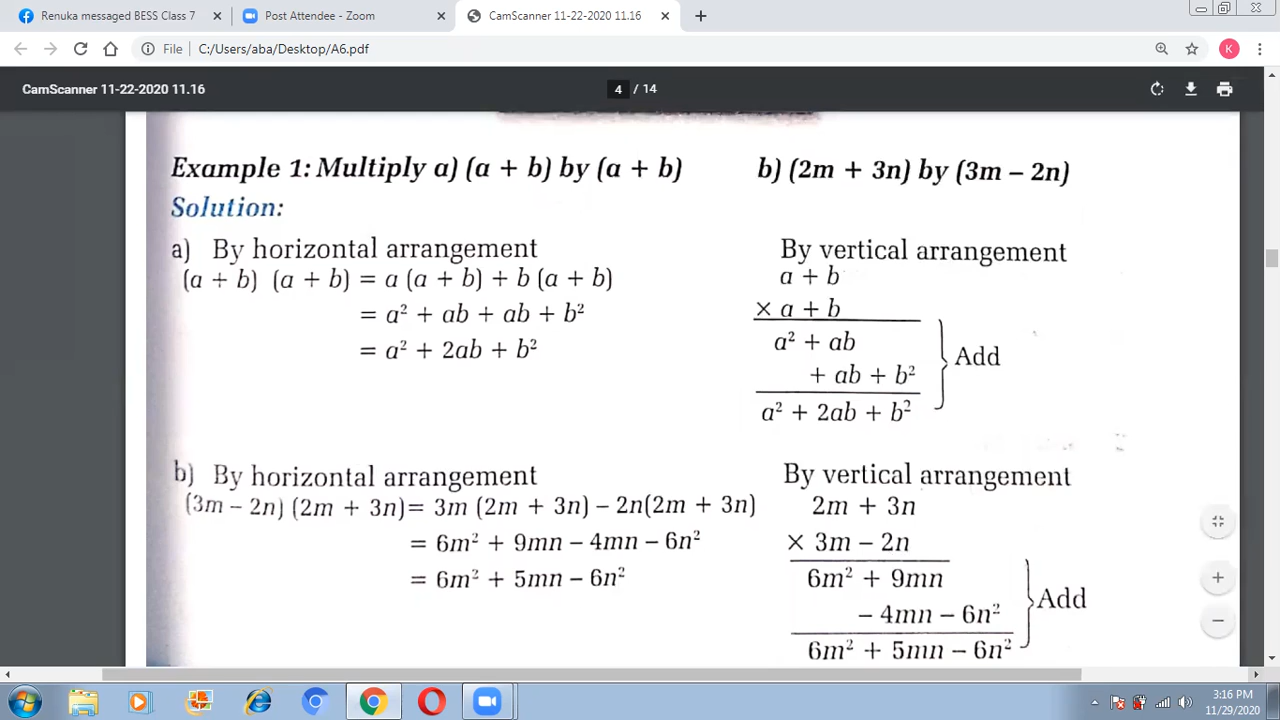 Renuka messaged BESS Class 7
Post Attendee - Zoom
CamScanner 11-22-2020 11.16
File
C:/Users/aba/Desktop/A6.pdf
K
CamScanner 11-22-2020 11.16
4 / 14
Example 1: Multiply a) (a + b) by (a + b) b) (2m + 3n) by (3m – 2n)
Solution:
a) By horizontal arrangement
(a + b) (a + b) = a (a + b) + b (a + b)
= a² + ab + ab + b²
= a² + 2ab + b²
By vertical arrangement
a + b
× a + b
a² + ab
+ ab + b²
Add
a² + 2ab + b²
b) By horizontal arrangement
(3m – 2n) (2m + 3n)= 3m (2m + 3n) – 2n(2m + 3n)
= 6m² + 9mn – 4mn – 6n²
= 6m² + 5mn – 6n²
By vertical arrangement
2m + 3n
× 3m – 2n
6m² + 9mn
– 4mn – 6n²
Add
6m² + 5mn – 6n²
3:16 PM
11/29/2020